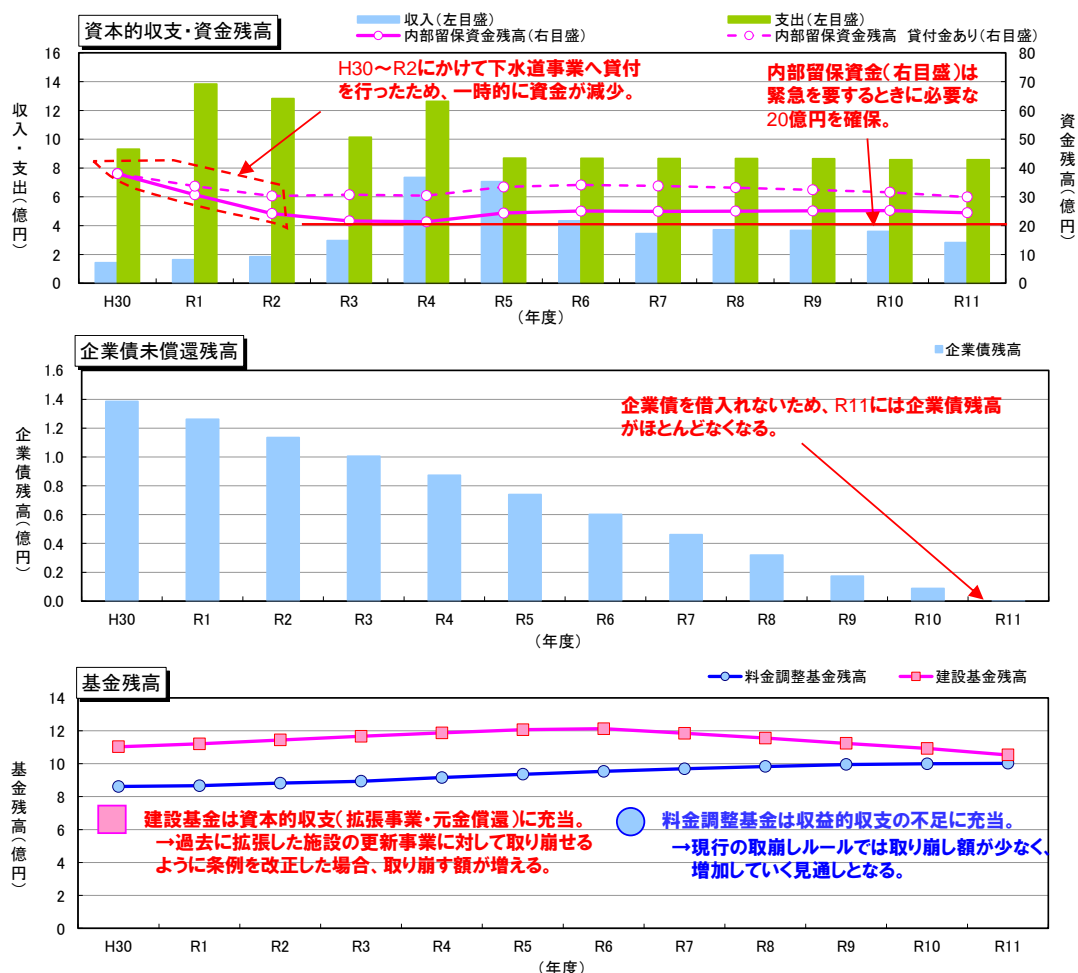 資本的収支・資金残高
収入(左目盛)
支出(左目盛)
内部留保資金残高(右目盛)
内部留保資金残高 貸付金あり(右目盛)
H30～R2にかけて下水道事業へ貸付
を行ったため、一時的に資金が減少。
内部留保資金(右目盛)は
緊急を要するときに必要な
20億円を確保。
収入・支出(億円)
資金残高(億円)
16
14
12
10
8
6
4
2
0
80
70
60
50
40
30
20
10
0
H30 R1 R2 R3 R4 R5 R6 R7 R8 R9 R10 R11
(年度)
企業債未償還残高
企業債残高
企業債を借入れないため、R11には企業債残高
がほとんどなくなる。
企業債残高(億円)
1.6
1.4
1.2
1.0
0.8
0.6
0.4
0.2
0.0
H30 R1 R2 R3 R4 R5 R6 R7 R8 R9 R10 R11
(年度)
基金残高
料金調整基金残高
建設基金残高
基金残高(億円)
14
12
10
8
6
4
2
0
建設基金は資本的収支(拡張事業・元金償還)に充当。
→過去に拡張した施設の更新事業に対して取り崩せる
ように条例を改正した場合、取り崩す額が増える。
料金調整基金は収益的収支の不足に充当。
→現行の取崩しルールでは取り崩し額が少なく、
増加していく見通しとなる。
H30 R1 R2 R3 R4 R5 R6 R7 R8 R9 R10 R11
(年度)